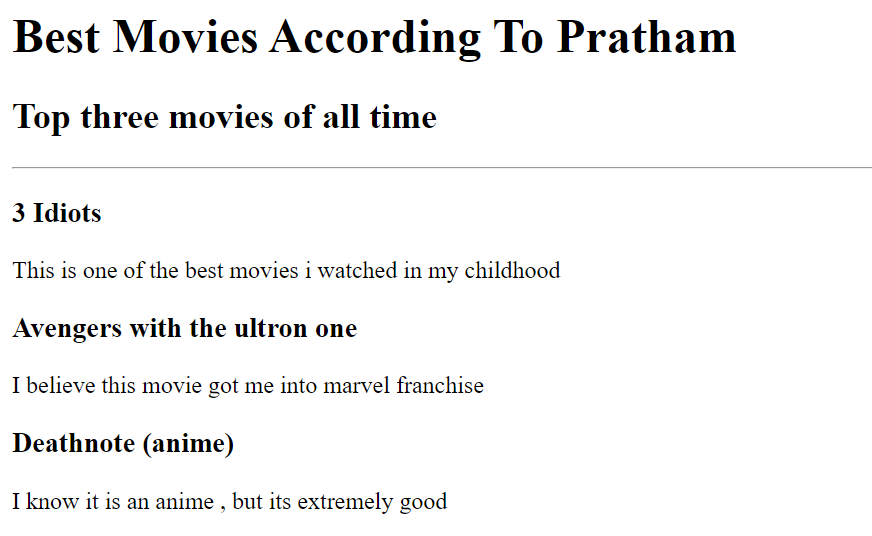 Best Movies According To Pratham
Top three movies of all time
3 Idiots
This is one of the best movies i watched in my childhood
Avengers with the ultron one
I believe this movie got me into marvel franchise
Deathnote (anime)
I know it is an anime , but its extremely good